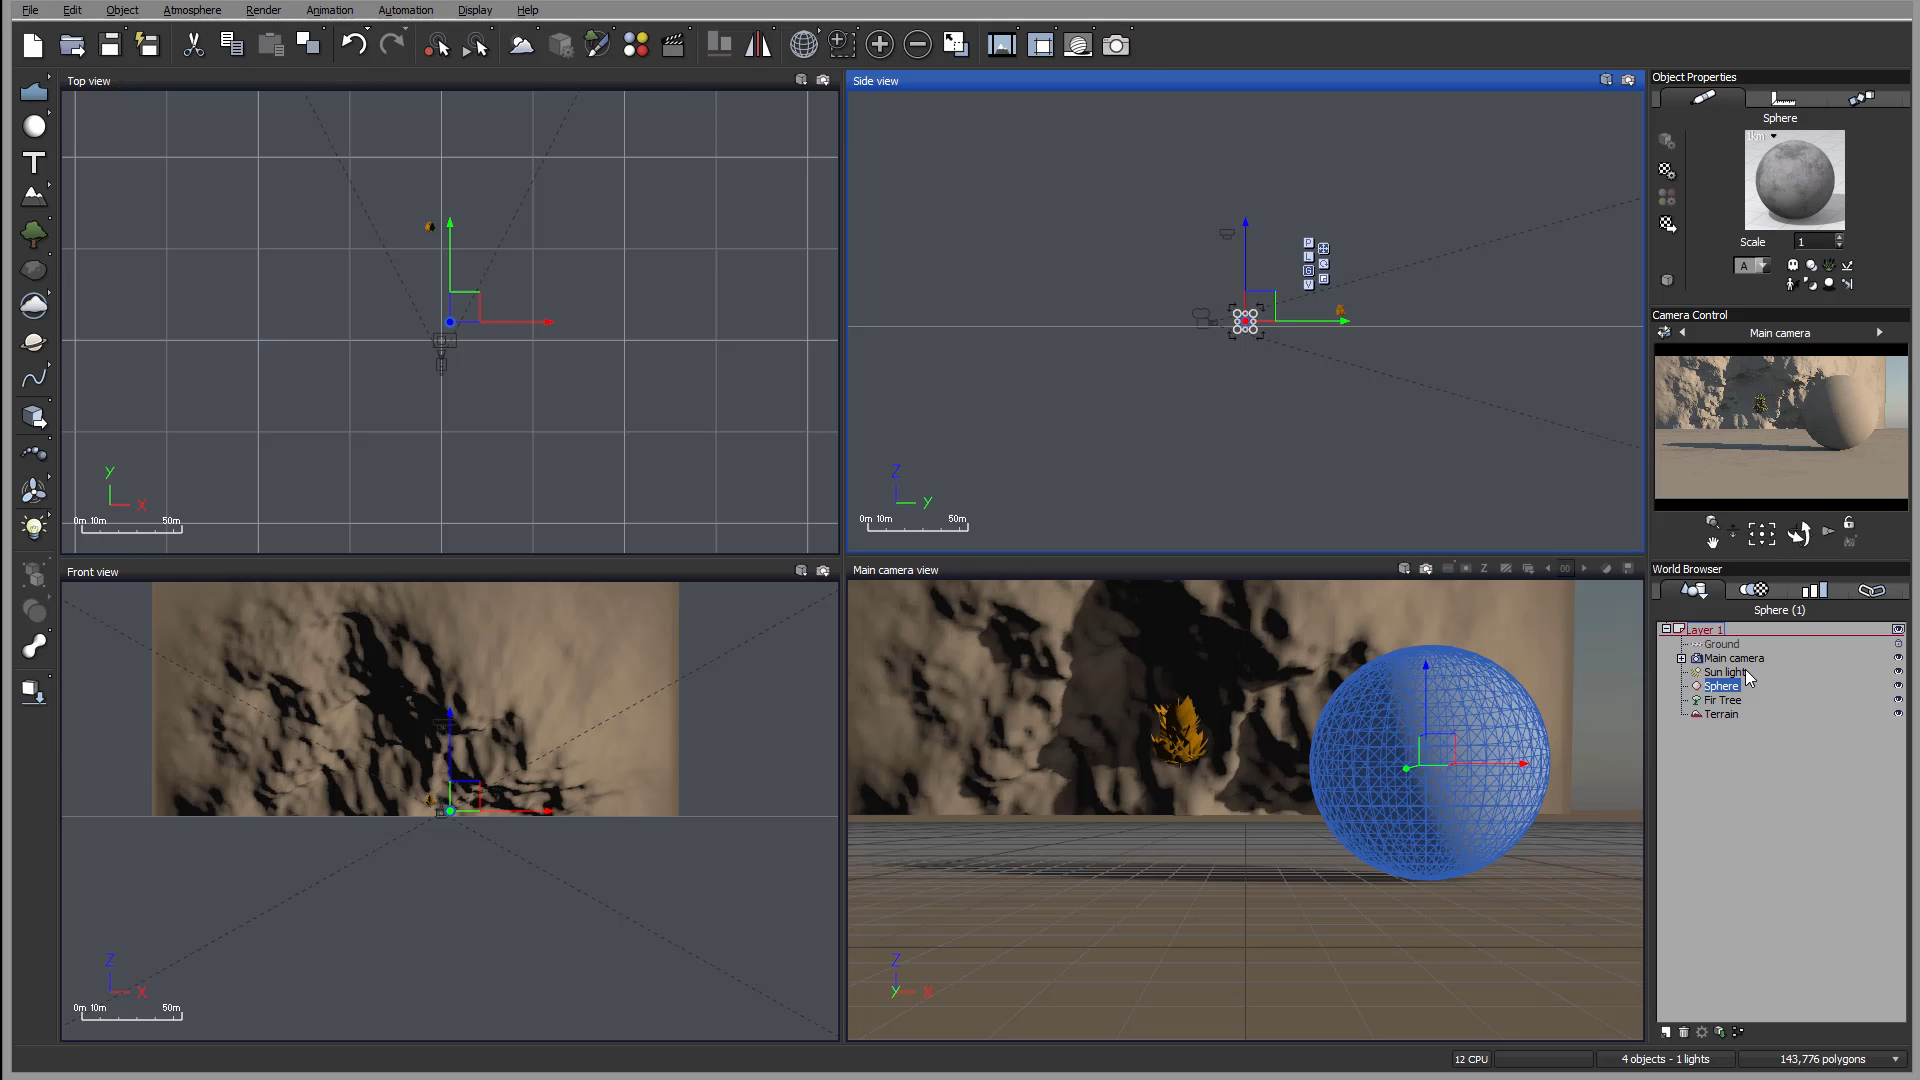 File Edit Object Atmosphere Render Animation Automation Display Help
Top view
Y
X
0m 10m 50m
Side view
P
L
G
V
Z
Y
0m 10m 50m
Front view
Z
X
0m 10m 50m
Main camera view
Z
00
Z
Y X
Object Properties
Sphere
1km
Scale 1
A
Camera Control
Main camera
World Browser
Sphere (1)
Layer 1
Ground
Main camera
Sun light
Sphere
Fir Tree
Terrain
12 CPU
4 objects - 1 lights
143,776 polygons